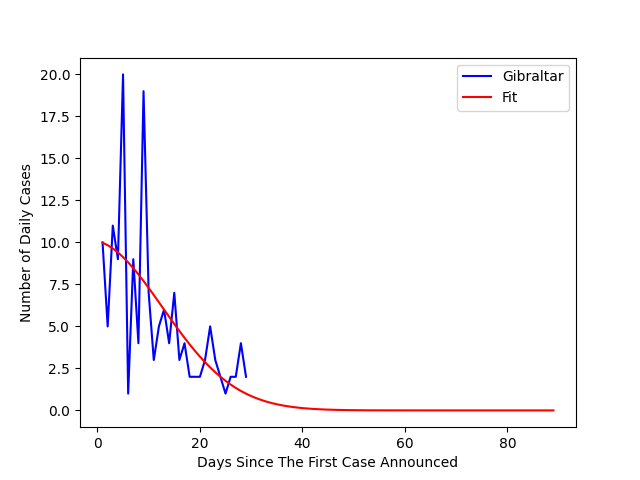 Gibraltar
Fit
20.0
17.5
15.0
12.5
10.0
7.5
5.0
2.5
0.0
Number of Daily Cases
0 20 40 60 80
Days Since The First Case Announced